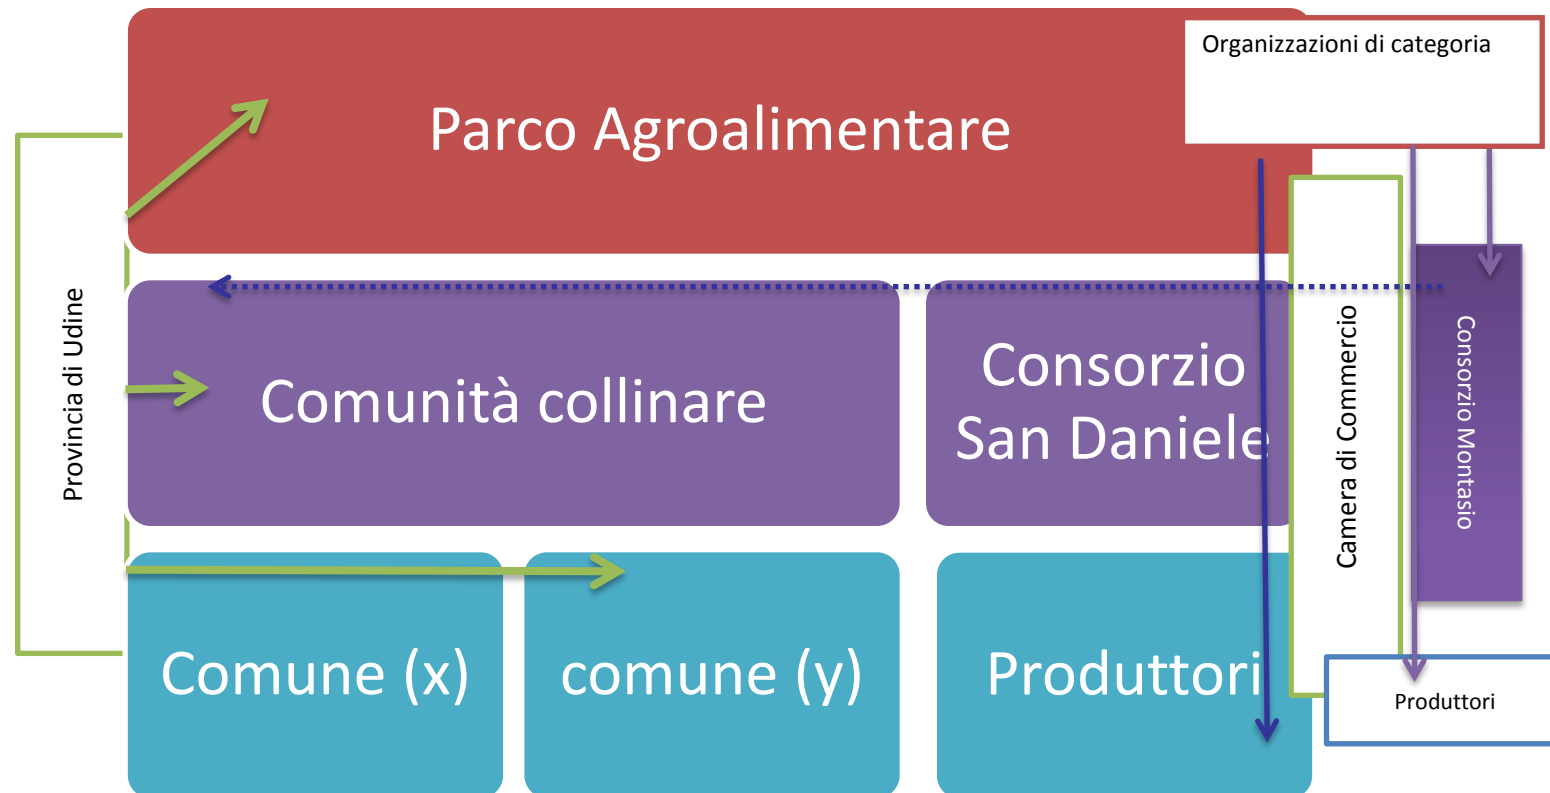 Organizzazioni di categoria
Parco Agroalimentare
Provincia di Udine
Comunità collinare
Consorzio
San Daniele
Camera di Commercio
Consorzio Montasio
Comune (x)
comune (y)
Produttori
Produttori